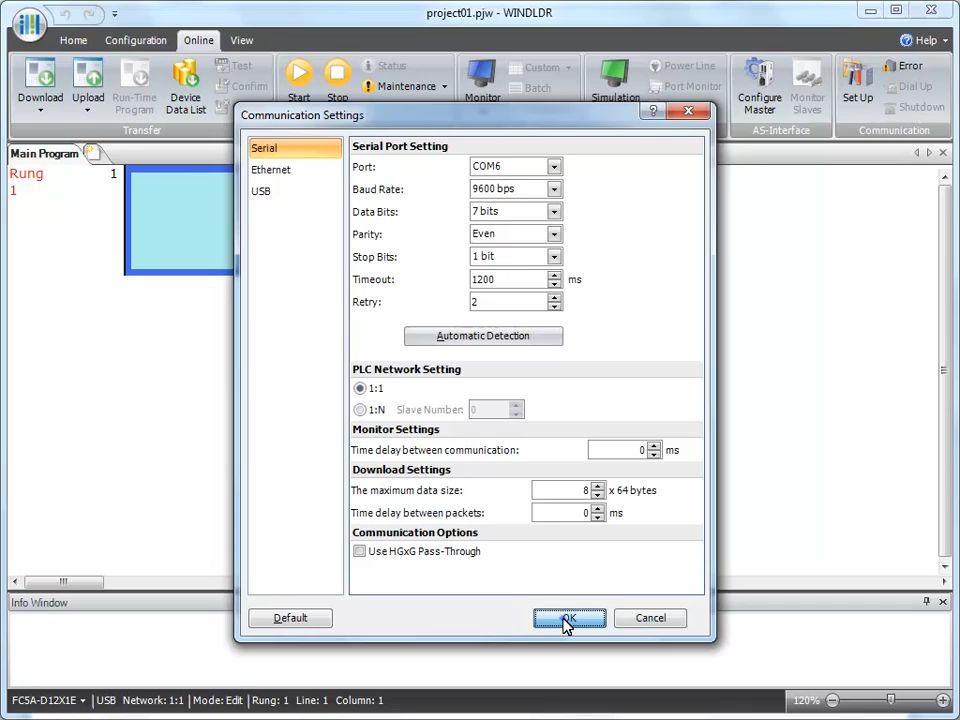 project01.pjw - WINDLDR
Home Configuration Online View Help
Download Upload Run-Time Program Device Data List Test Confirm
Transfer
Start Stop Status Maintenance
Monitor Custom Batch
Simulation Power Line Port Monitor
Configure Master Monitor Slaves
AS-Interface
Set Up Error Dial Up Shutdown
Communication
Main Program
Rung 1
1
Communication Settings
Serial
Ethernet
USB
Serial Port Setting
Port: COM6
Baud Rate: 9600 bps
Data Bits: 7 bits
Parity: Even
Stop Bits: 1 bit
Timeout: 1200 ms
Retry: 2
Automatic Detection
PLC Network Setting
1:1
1:N Slave Number: 0
Monitor Settings
Time delay between communication: 0 ms
Download Settings
The maximum data size: 8 x 64 bytes
Time delay between packets: 0 ms
Communication Options
Use HGxG Pass-Through
Default OK Cancel
Info Window
FC5A-D12X1E USB Network: 1:1 Mode: Edit Rung: 1 Line: 1 Column: 1 120%